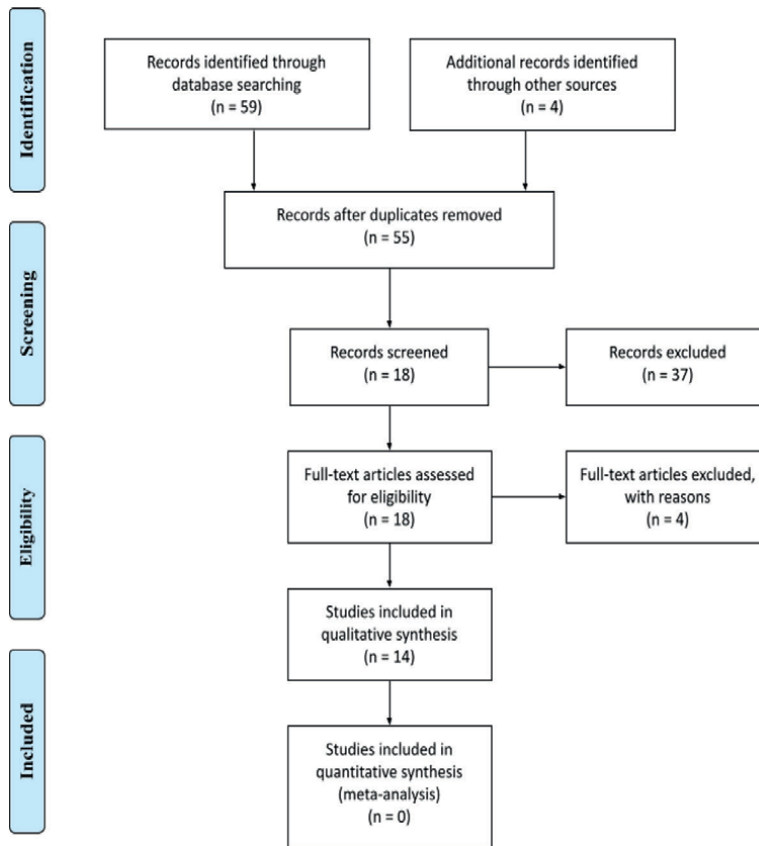 Identification
Records identified through
database searching
(n = 59)
Additional records identified
through other sources
(n = 4)
Records after duplicates removed
(n = 55)
Screening
Records screened
(n = 18)
Records excluded
(n = 37)
Eligibility
Full-text articles assessed
for eligibility
(n = 18)
Full-text articles excluded,
with reasons
(n = 4)
Studies included in
qualitative synthesis
(n = 14)
Included
Studies included in
quantitative synthesis
(meta-analysis)
(n = 0)